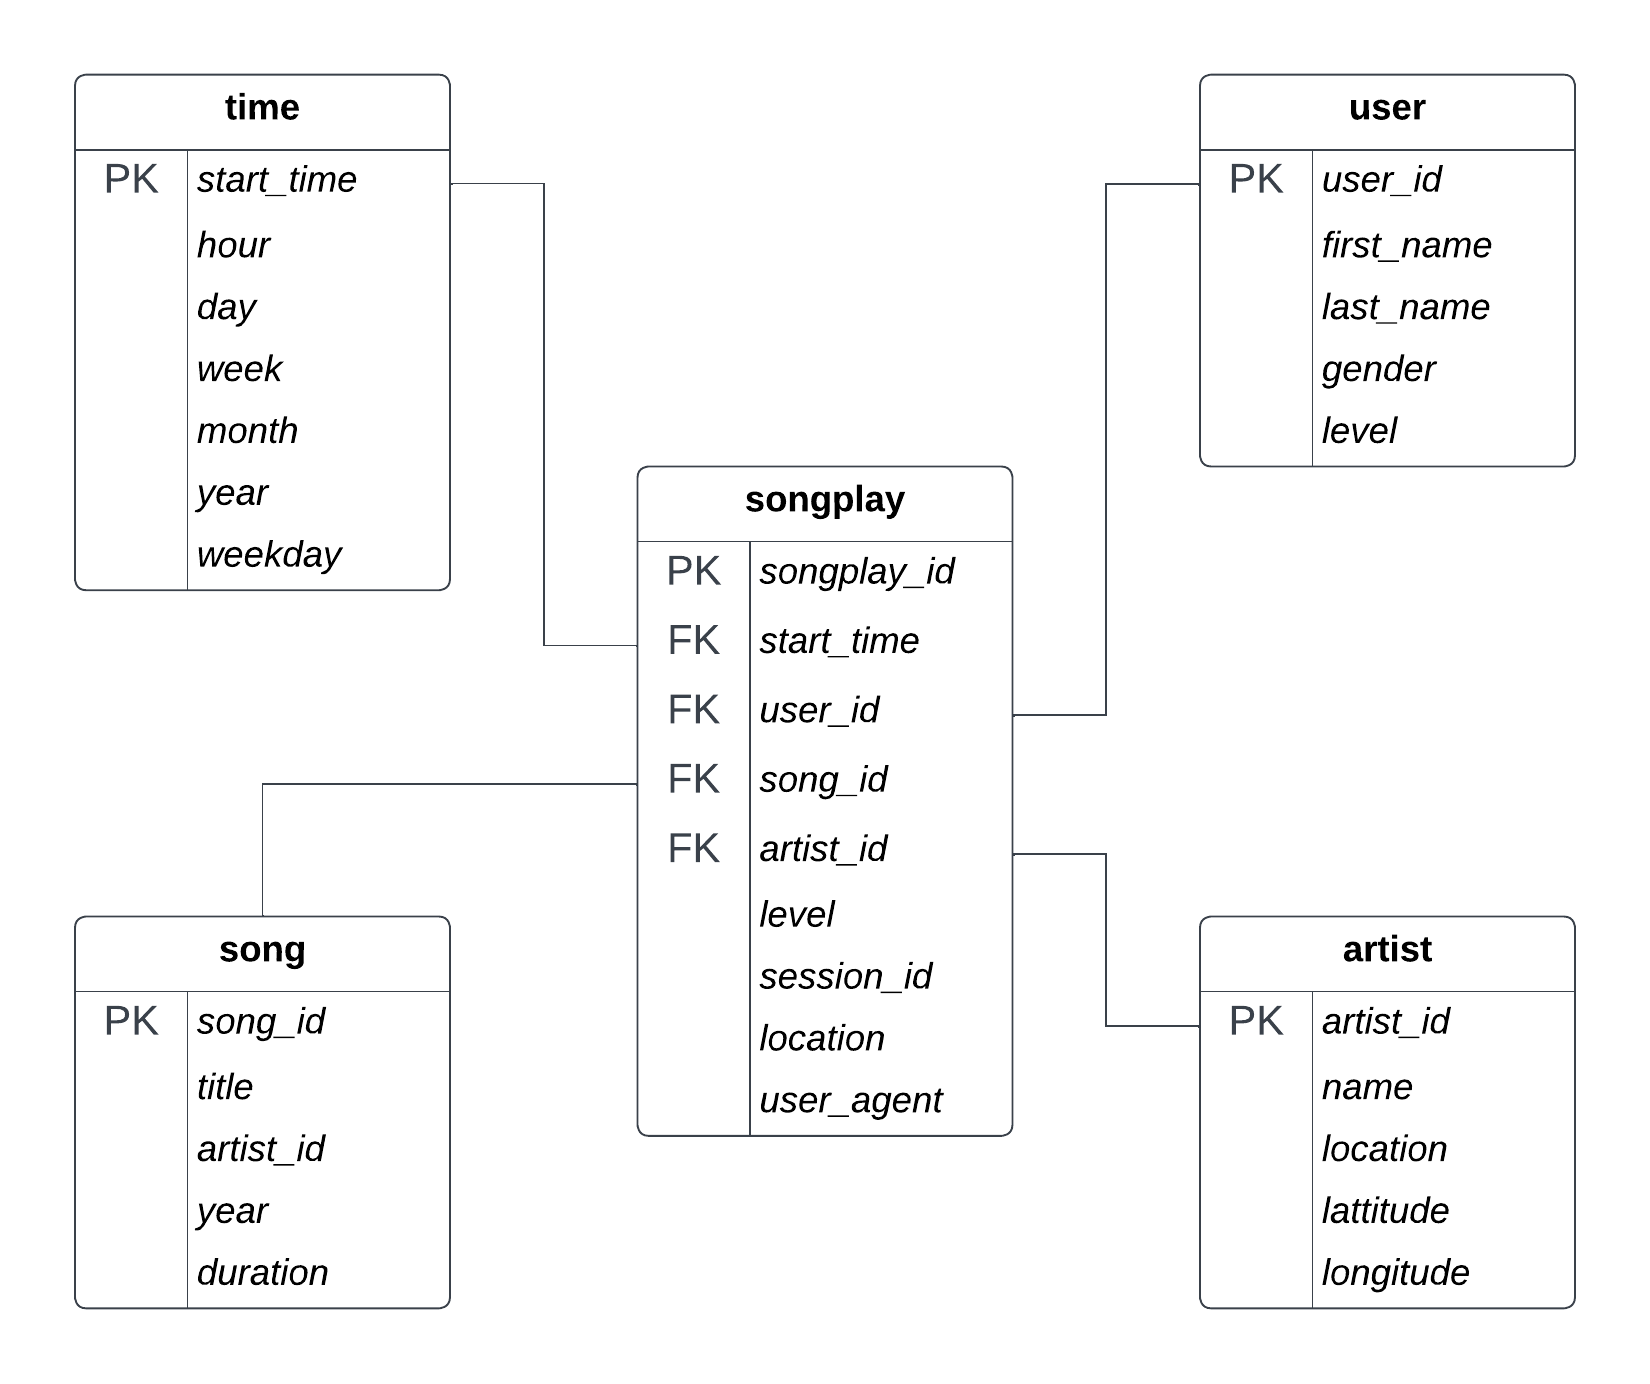 time
PK start_time
hour
day
week
month
year
weekday
user
PK user_id
first_name
last_name
gender
level
songplay
PK songplay_id
FK start_time
FK user_id
FK song_id
FK artist_id
level
session_id
location
user_agent
song
PK song_id
title
artist_id
year
duration
artist
PK artist_id
name
location
lattitude
longitude